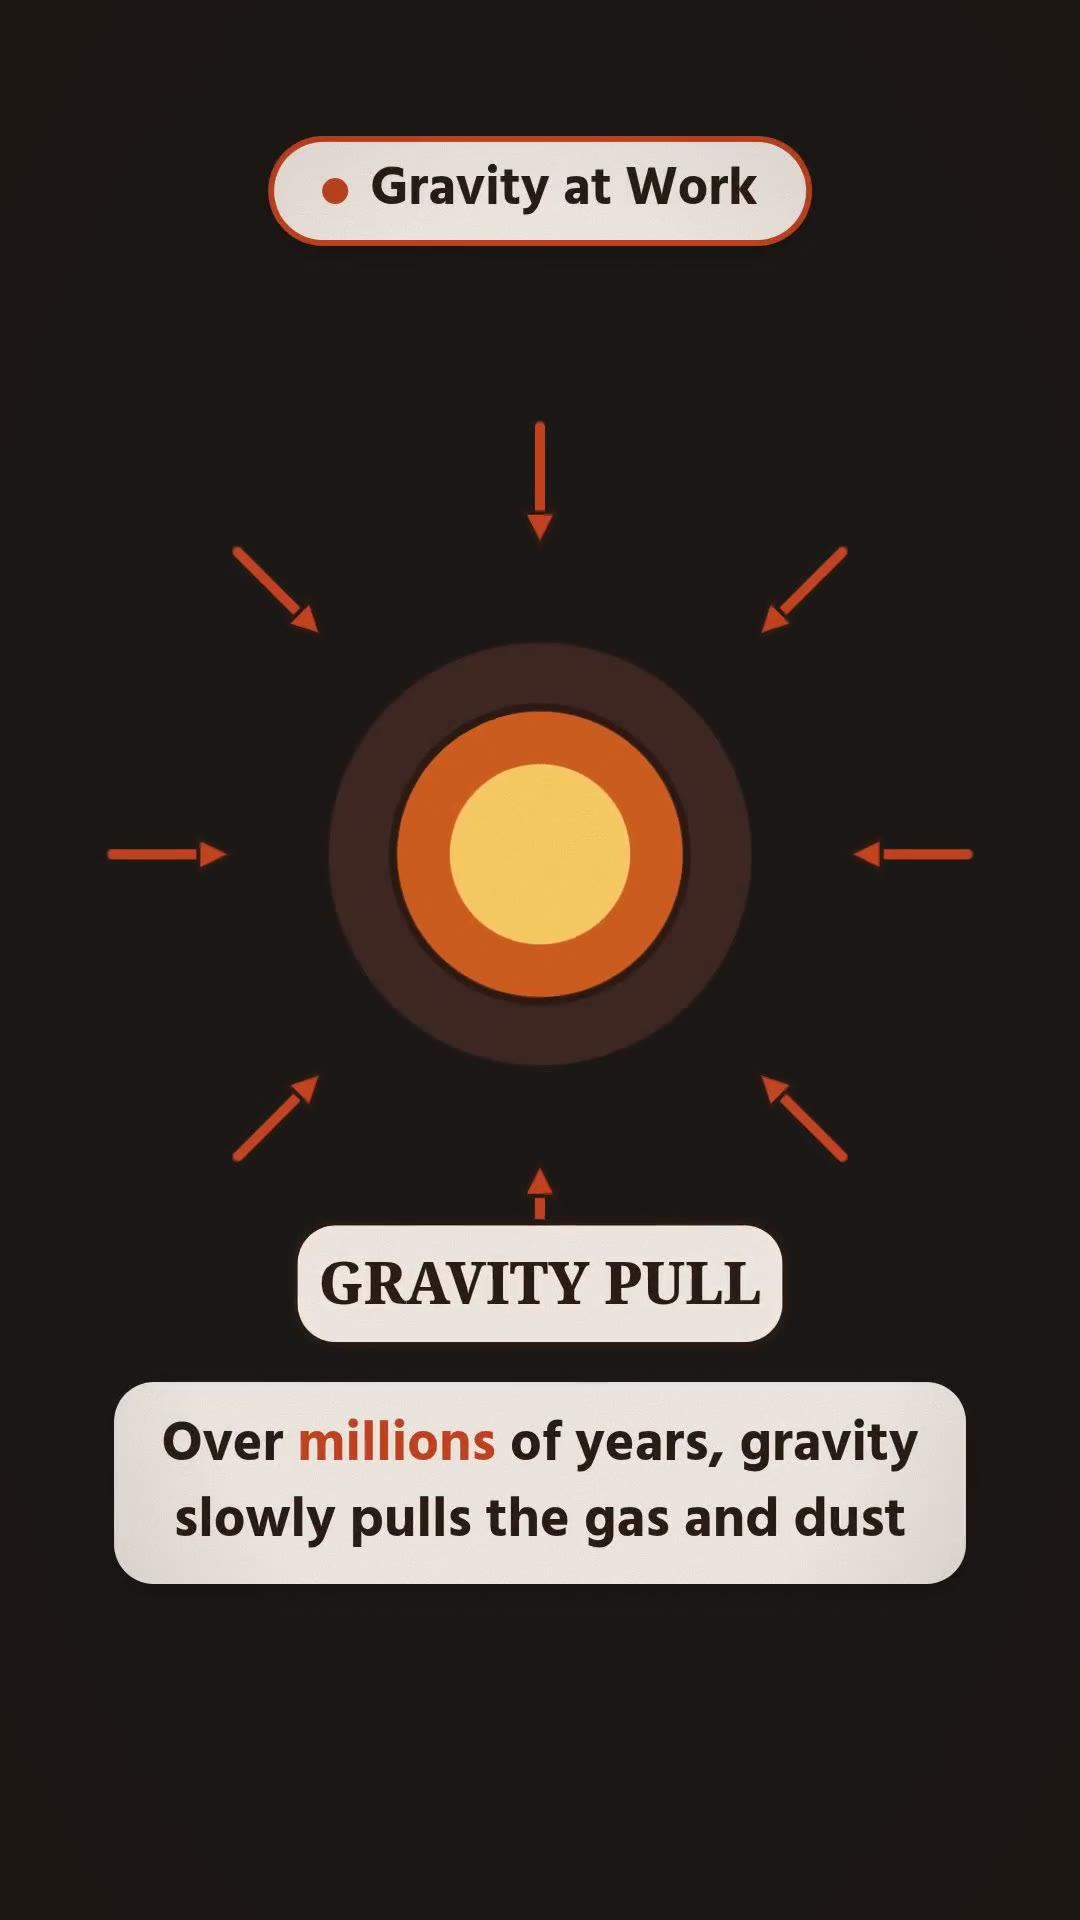 Gravity at Work
GRAVITY PULL
Over millions of years, gravity
slowly pulls the gas and dust